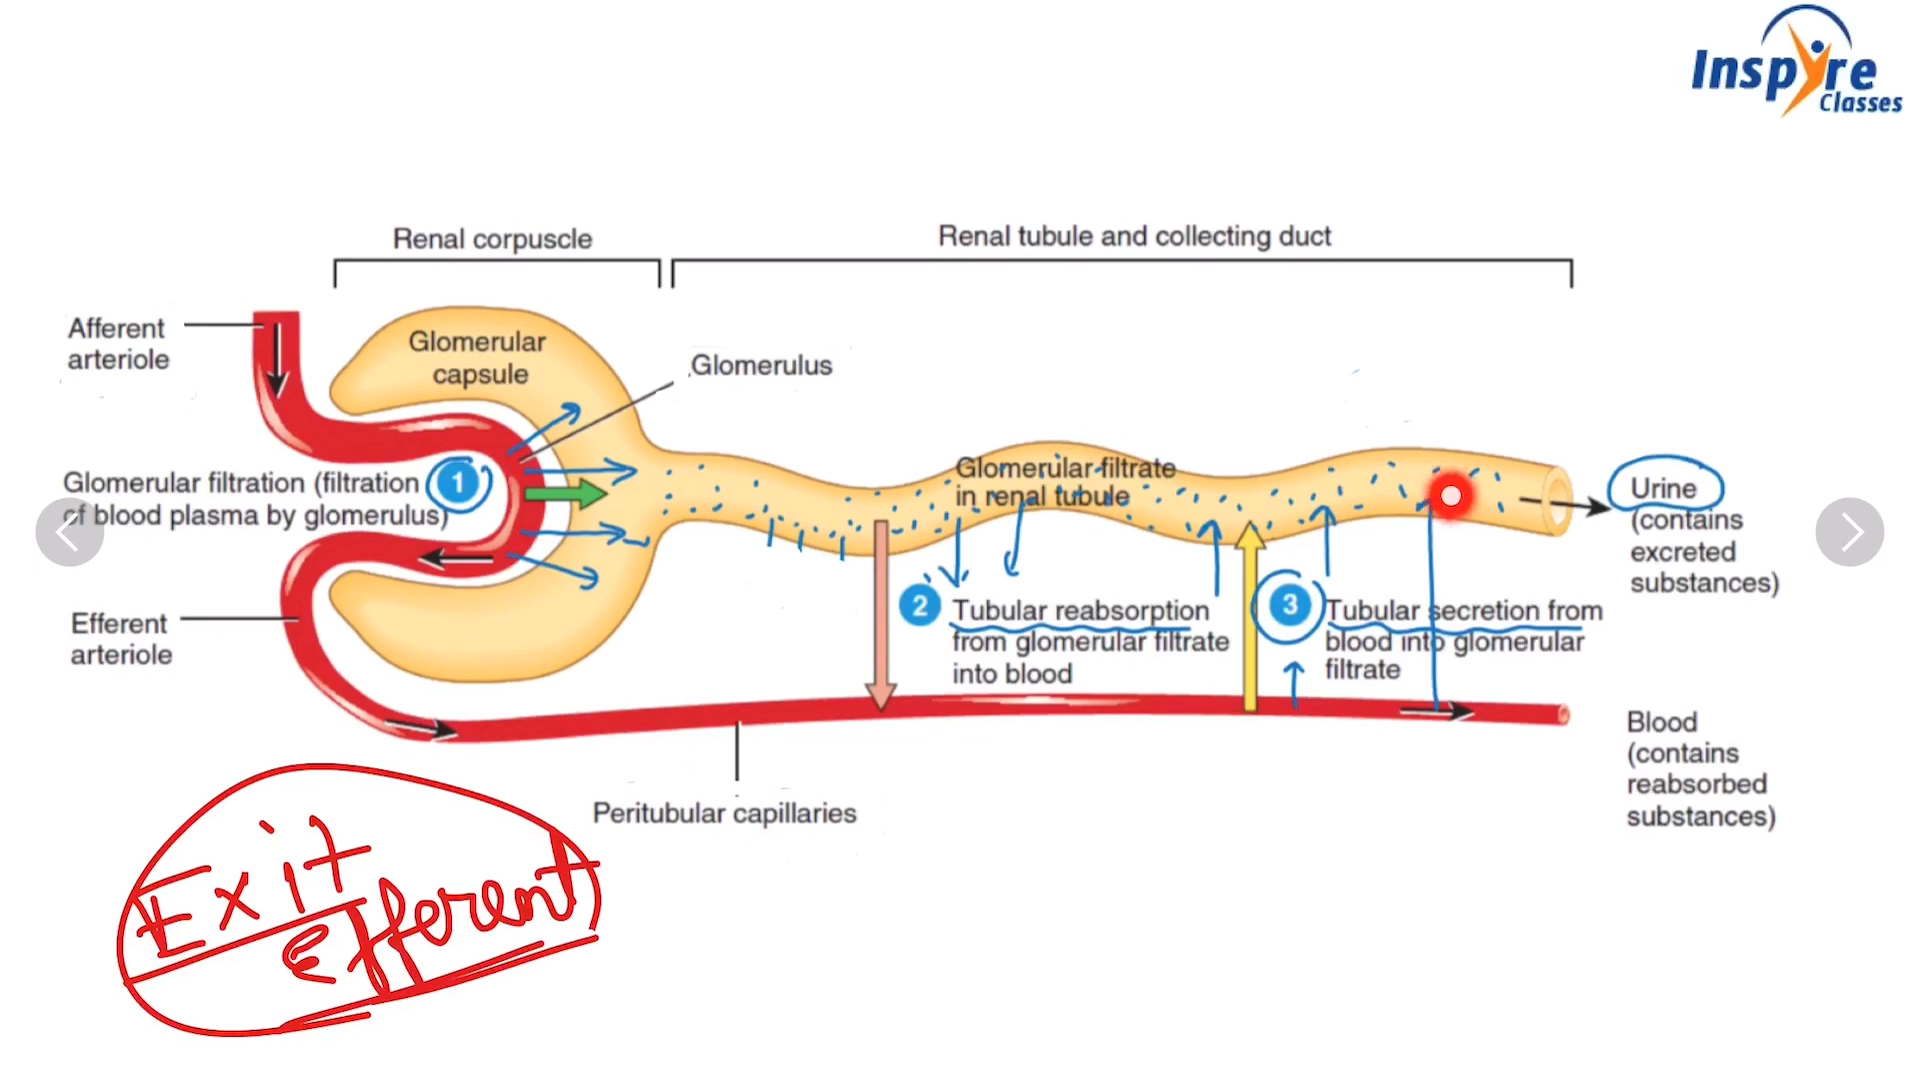 Inspyre
Classes
Renal corpuscle
Renal tubule and collecting duct
Afferent
arteriole
Glomerular
capsule
Glomerulus
Glomerular filtration (filtration
of blood plasma by glomerulus)
1
Glomerular filtrate
in renal tubule
Urine
(contains
excreted
substances)
2
Tubular reabsorption
from glomerular filtrate
into blood
3
Tubular secretion from
blood into glomerular
filtrate
Efferent
arteriole
Blood
(contains
reabsorbed
substances)
Peritubular capillaries
Exit
efferent